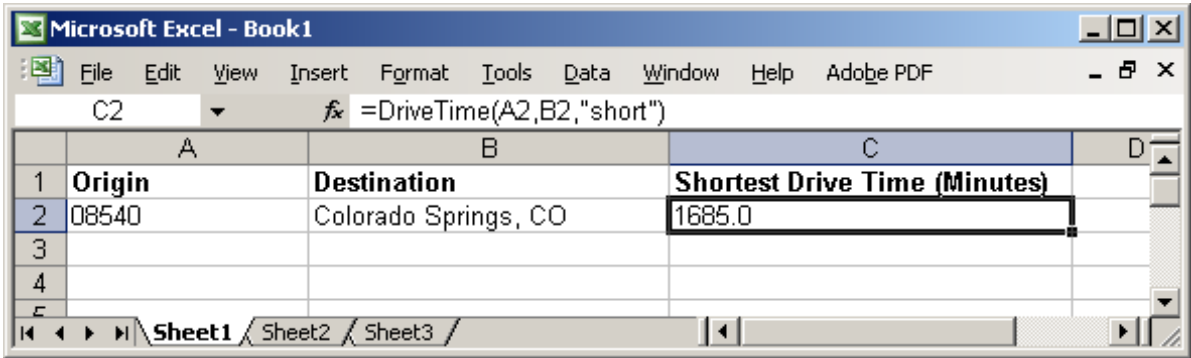 Microsoft Excel - Book1
File Edit View Insert Format Tools Data Window Help Adobe PDF
C2 fx =DriveTime(A2,B2,"short")
A B C D
1 Origin Destination Shortest Drive Time (Minutes)
2 08540 Colorado Springs, CO 1685.0
3
4
5
Sheet1 Sheet2 Sheet3